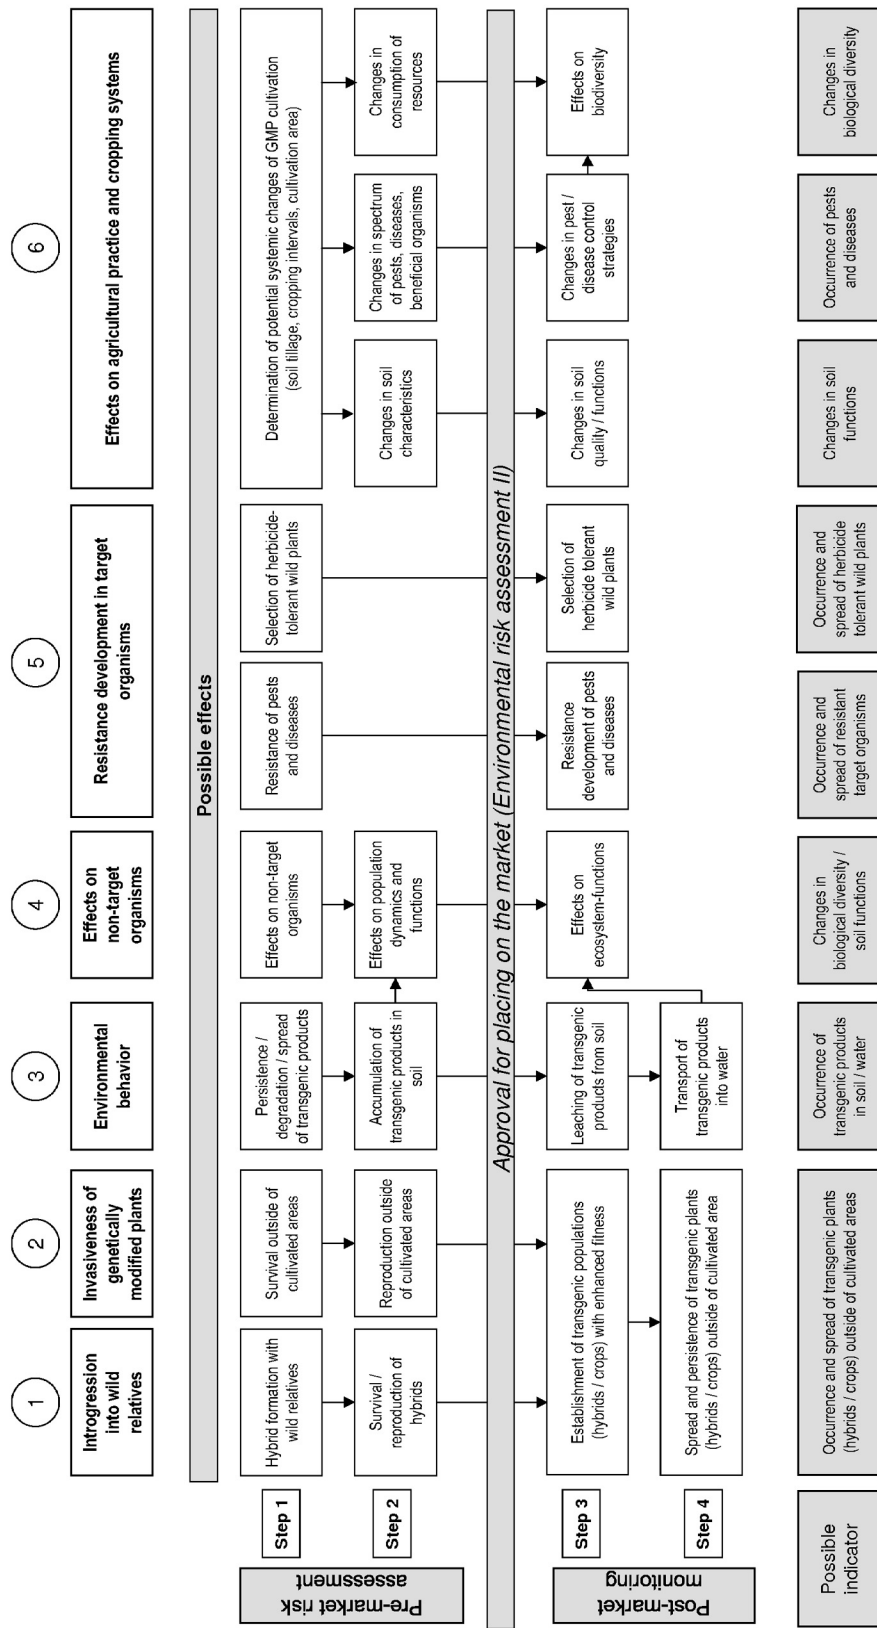 1
2
3
4
5
6
Introgression
into wild
relatives
Invasiveness of
genetically
modified plants
Environmental
behavior
Effects on
non-target
organisms
Resistance development in target
organisms
Effects on agricultural practice and cropping systems
Possible effects
Pre-market risk
assessment
Step 1
Hybrid formation with
wild relatives
Survival outside of
cultivated areas
Persistence /
degradation / spread
of transgenic products
Effects on non-target
organisms
Resistance of pests
and diseases
Selection of herbicide-
tolerant wild plants
Determination of potential systemic changes of GMP cultivation
(soil tillage, cropping intervals, cultivation area)
Step 2
Survival /
reproduction of
hybrids
Reproduction outside
of cultivated areas
Accumulation of
transgenic products in
soil
Effects on population
dynamics and
functions
Changes in soil
characteristics
Changes in spectrum
of pests, diseases,
beneficial organisms
Changes in
consumption of
resources
Approval for placing on the market (Environmental risk assessment II)
Post-market
monitoring
Step 3
Establishment of transgenic populations
(hybrids / crops) with enhanced fitness
Leaching of transgenic
products from soil
Effects on
ecosystem-functions
Resistance
development of pests
and diseases
Selection of
herbicide tolerant
wild plants
Changes in soil
quality / functions
Changes in pest /
disease control
strategies
Effects on
biodiversity
Step 4
Spread and persistence of transgenic plants
(hybrids / crops) outside of cultivated area
Transport of
transgenic products
into water
Possible
indicator
Occurrence and spread of transgenic plants
(hybrids / crops) outside of cultivated areas
Occurrence of
transgenic products
in soil / water
Changes in
biological diversity /
soil functions
Occurrence and
spread of resistant
target organisms
Occurrence and
spread of herbicide
tolerant wild plants
Changes in soil
functions
Occurrence of pests
and diseases
Changes in
biological diversity